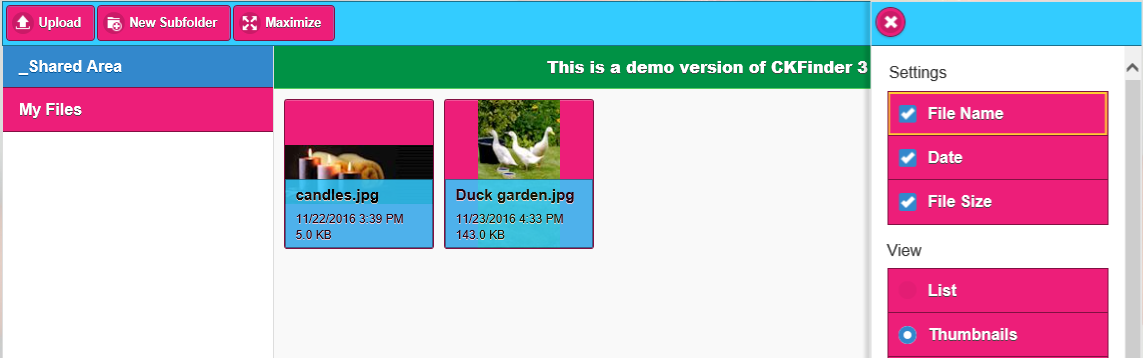 Upload
New Subfolder
Maximize
_Shared Area
My Files
This is a demo version of CKFinder 3
candles.jpg
11/22/2016 3:39 PM
5.0 KB
Duck garden.jpg
11/23/2016 4:33 PM
143.0 KB
Settings
File Name
Date
File Size
View
List
Thumbnails